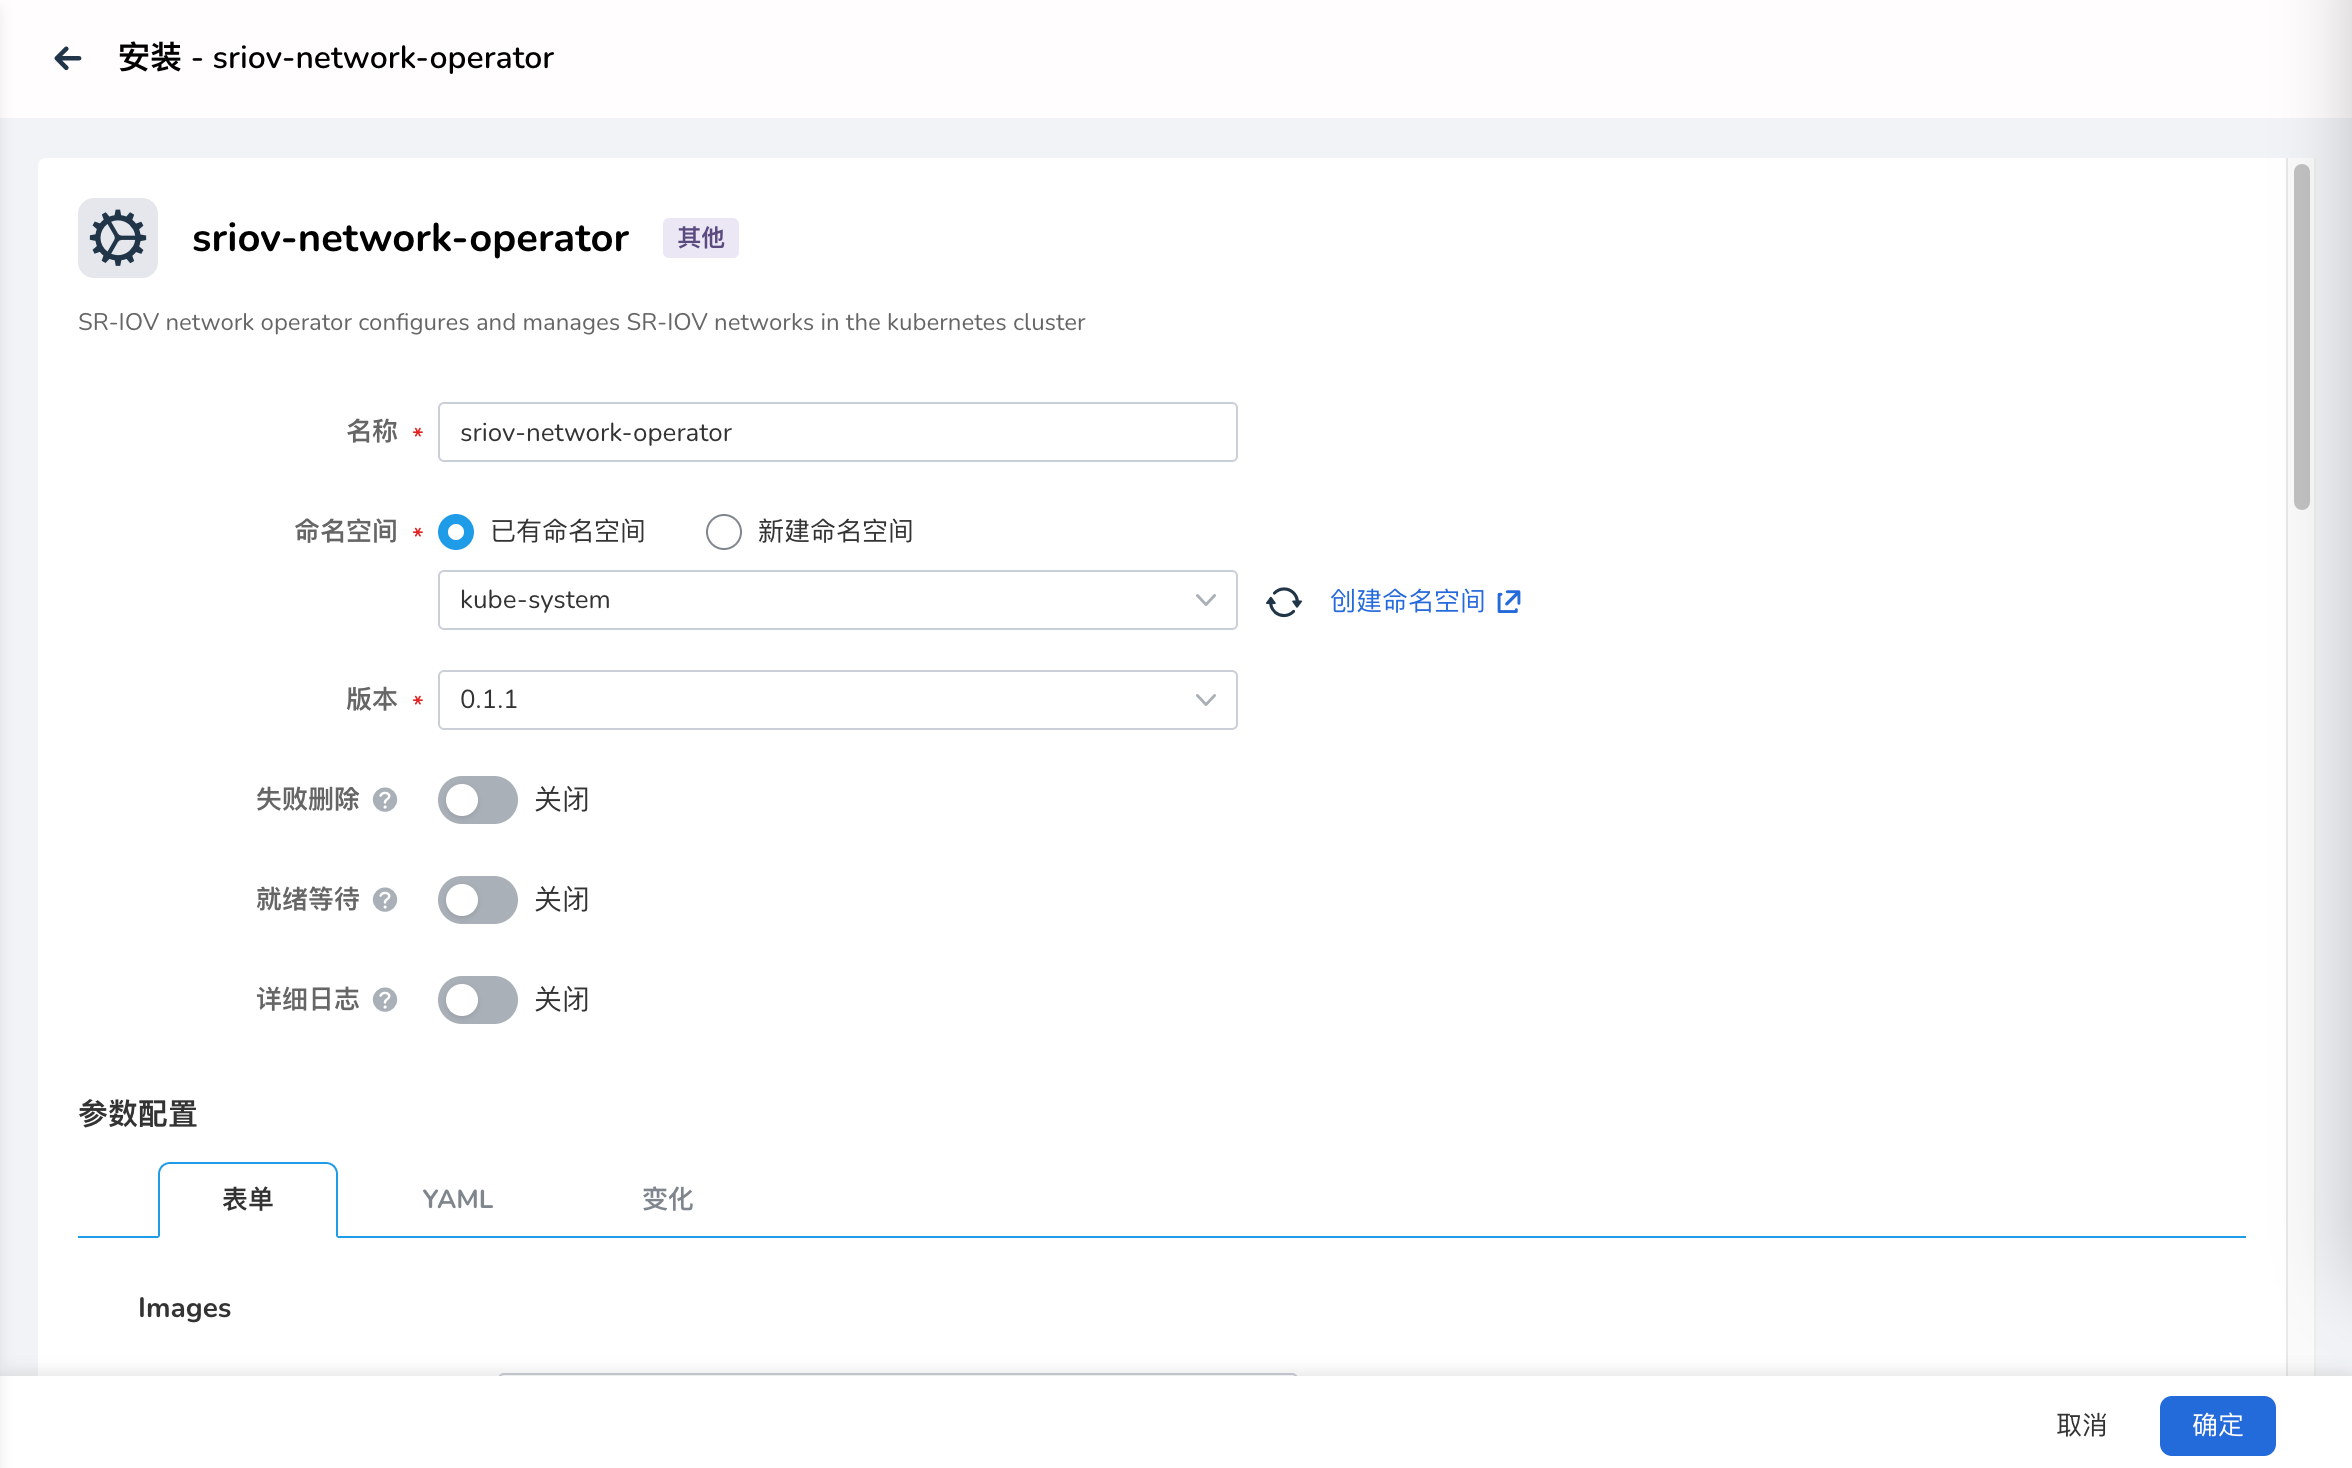 安装 - sriov-network-operator
sriov-network-operator 其他
SR-IOV network operator configures and manages SR-IOV networks in the kubernetes cluster
名称 * sriov-network-operator
命名空间 * 已有命名空间 新建命名空间
kube-system 创建命名空间
版本 * 0.1.1
失败删除 ? 关闭
就绪等待 ? 关闭
详细日志 ? 关闭
参数配置
表单 YAML 变化
Images
取消 确定